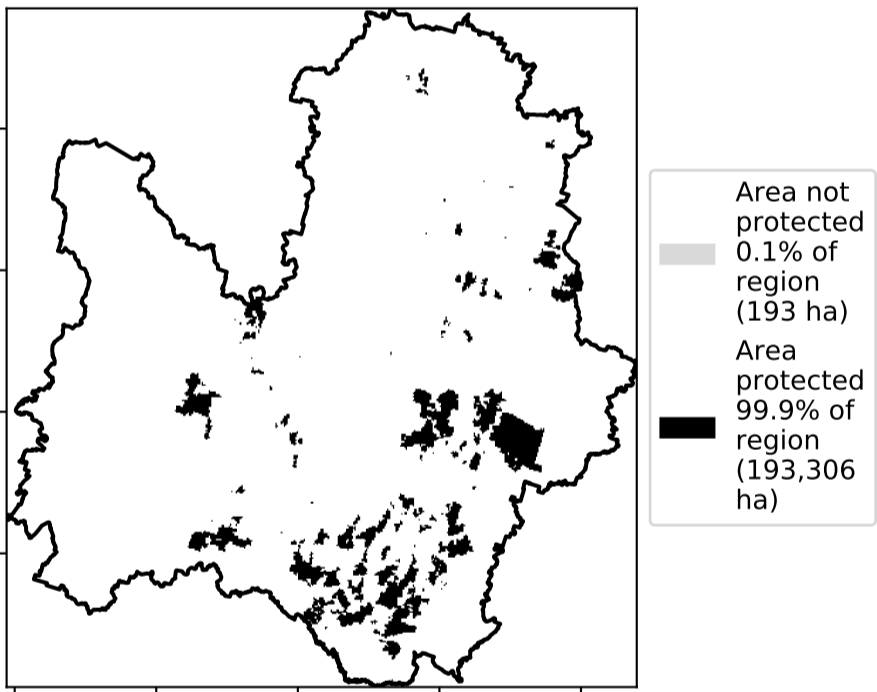 Area not
protected
0.1% of
region
(193 ha)
Area
protected
99.9% of
region
(193,306
ha)